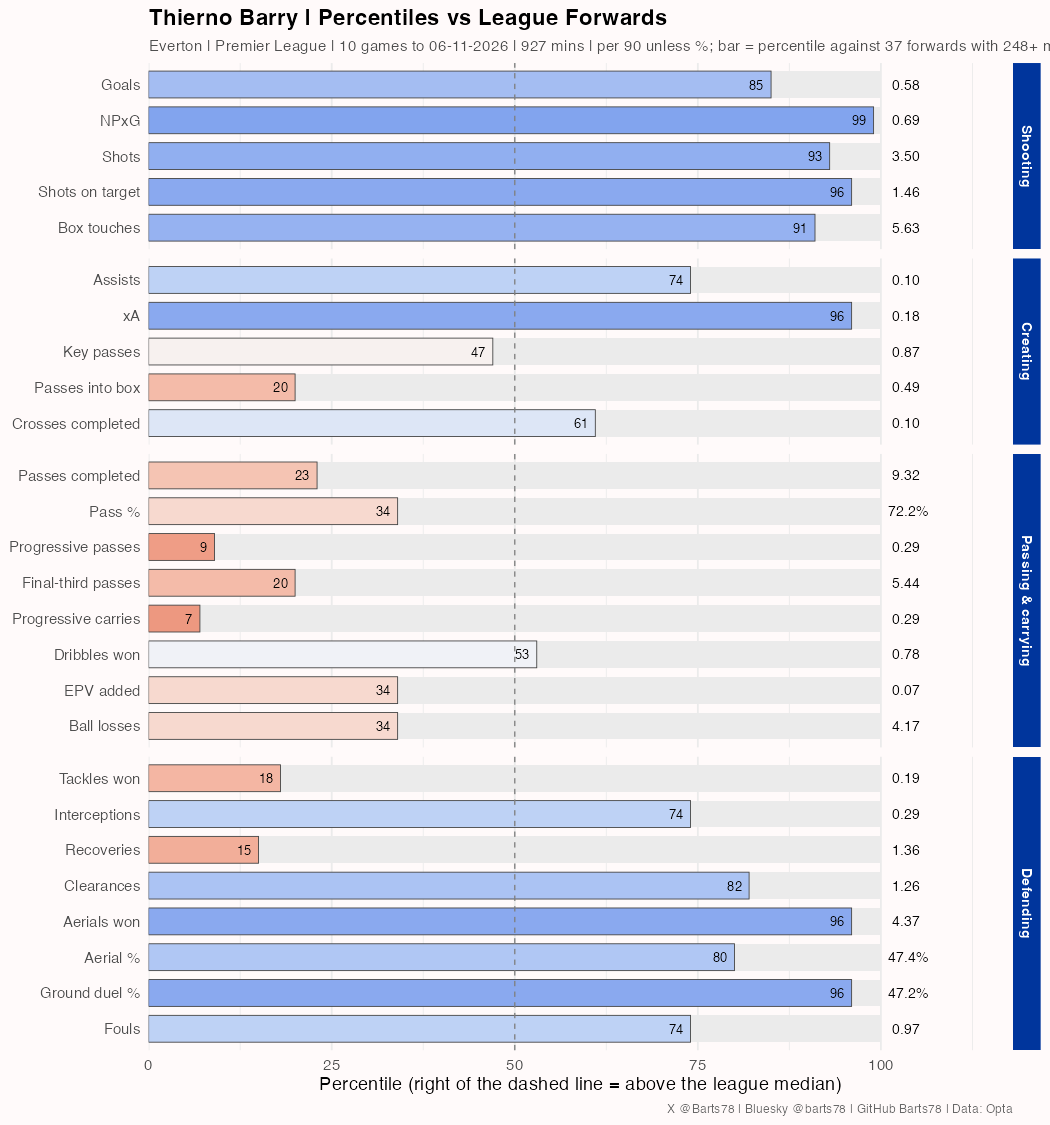 Thierno Barry | Percentiles vs League Forwards
Everton | Premier League | 10 games to 06-11-2026 | 927 mins | per 90 unless %; bar = percentile against 37 forwards with 248+ m
Goals 85 0.58
NPxG 99 0.69
Shots 93 3.50
Shots on target 96 1.46
Box touches 91 5.63
Shooting
Assists 74 0.10
xA 96 0.18
Key passes 47 0.87
Passes into box 20 0.49
Crosses completed 61 0.10
Creating
Passes completed 23 9.32
Pass % 34 72.2%
Progressive passes 9 0.29
Final-third passes 20 5.44
Progressive carries 7 0.29
Dribbles won 53 0.78
EPV added 34 0.07
Ball losses 34 4.17
Passing & carrying
Tackles won 18 0.19
Interceptions 74 0.29
Recoveries 15 1.36
Clearances 82 1.26
Aerials won 96 4.37
Aerial % 80 47.4%
Ground duel % 96 47.2%
Fouls 74 0.97
Defending
0 25 50 75 100
Percentile (right of the dashed line = above the league median)
X @Barts78 | Bluesky @barts78 | GitHub Barts78 | Data: Opta